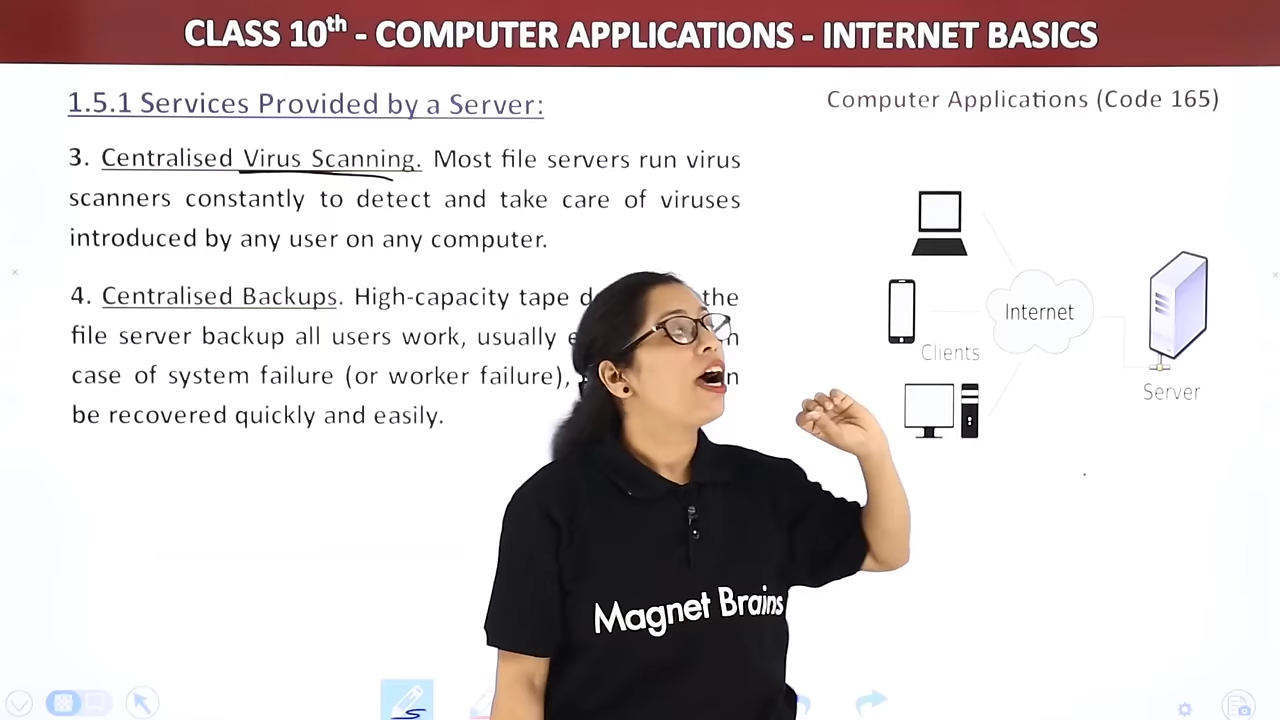 CLASS 10th - COMPUTER APPLICATIONS - INTERNET BASICS
1.5.1 Services Provided by a Server:
Computer Applications (Code 165)
3. Centralised Virus Scanning. Most file servers run virus
scanners constantly to detect and take care of viruses
introduced by any user on any computer.
4. Centralised Backups. High-capacity tape the
file server backup all users work, usually
case of system failure (or worker failure),
be recovered quickly and easily.
Internet
Clients
Server
Magnet Brains